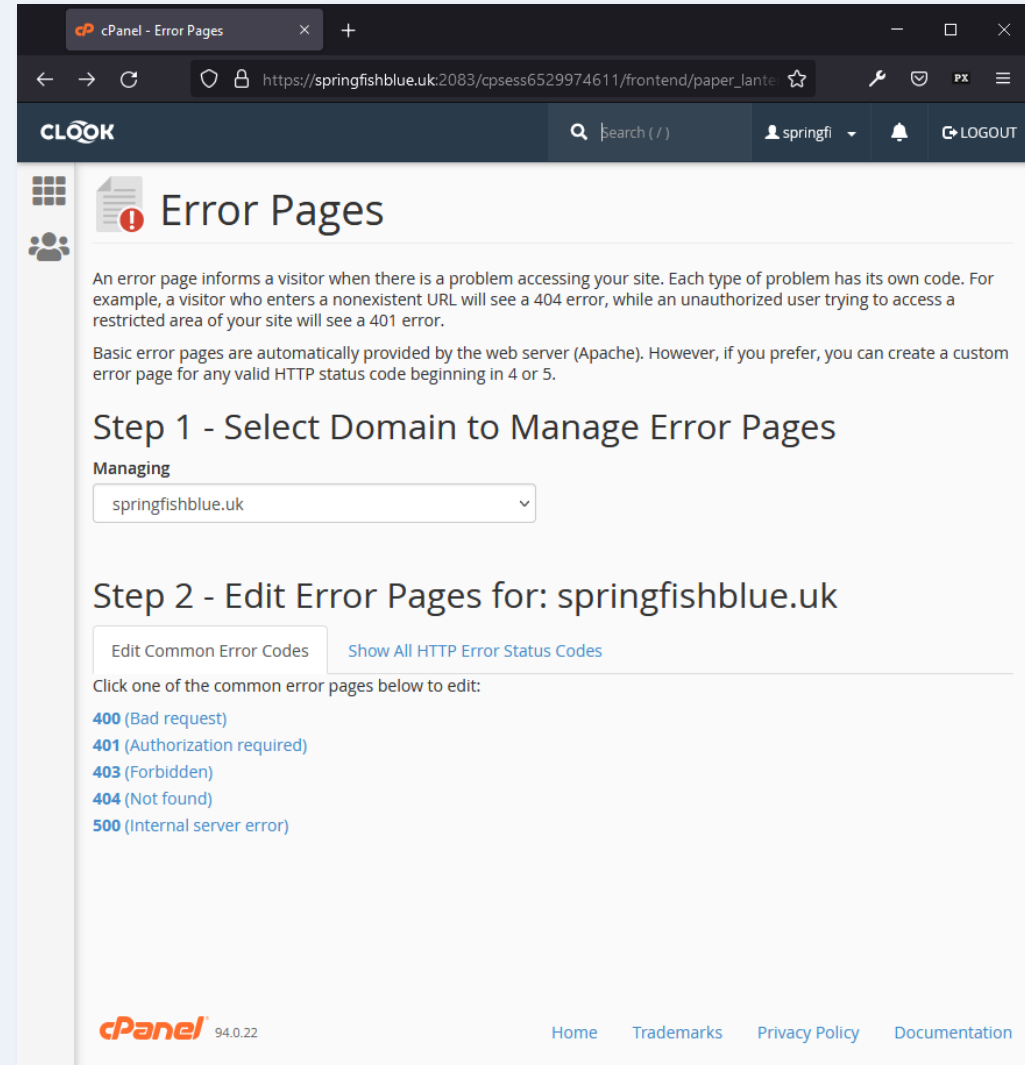 cPanel - Error Pages
https://springfishblue.uk:2083/cpsess6529974611/frontend/paper_lante
PX
CLOOK
Search ( / )
springfi
LOGOUT
Error Pages
An error page informs a visitor when there is a problem accessing your site. Each type of problem has its own code. For
example, a visitor who enters a nonexistent URL will see a 404 error, while an unauthorized user trying to access a
restricted area of your site will see a 401 error.
Basic error pages are automatically provided by the web server (Apache). However, if you prefer, you can create a custom
error page for any valid HTTP status code beginning in 4 or 5.
Step 1 - Select Domain to Manage Error Pages
Managing
springfishblue.uk
Step 2 - Edit Error Pages for: springfishblue.uk
Edit Common Error Codes Show All HTTP Error Status Codes
Click one of the common error pages below to edit:
400 (Bad request)
401 (Authorization required)
403 (Forbidden)
404 (Not found)
500 (Internal server error)
cPanel 94.0.22 Home Trademarks Privacy Policy Documentation